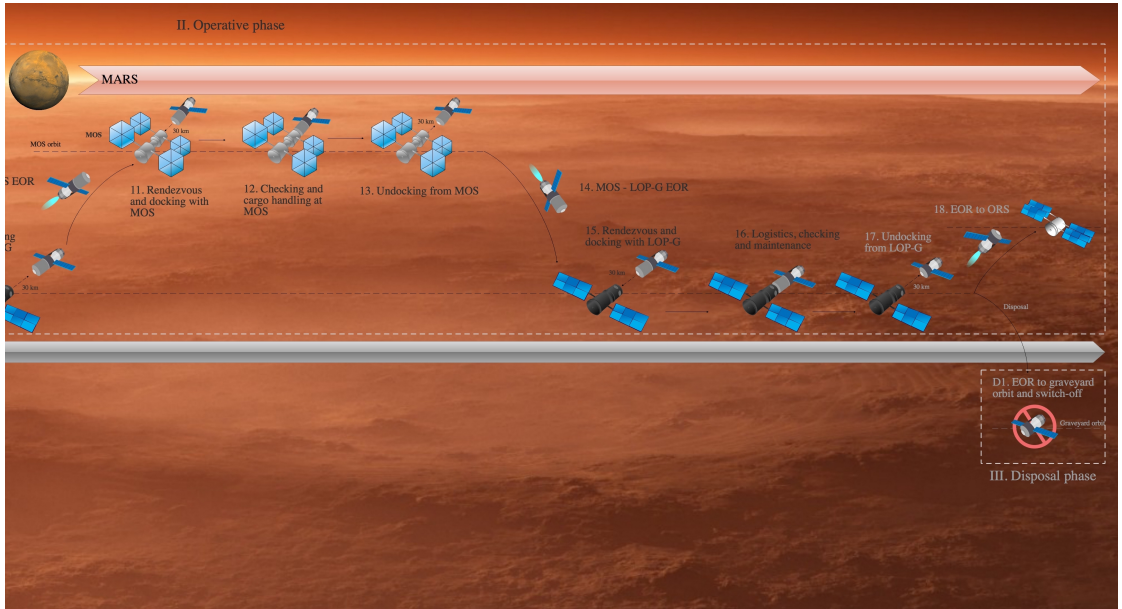 II. Operative phase
MARS
MOS
30 km
30 km
MOS orbit
S EOR
11. Rendezvous
and docking with
MOS
12. Checking and
cargo handling at
MOS
13. Undocking from MOS
14. MOS - LOP-G EOR
18. EOR to ORS
ng
G
30 km
15. Rendezvous and
docking with LOP-G
30 km
16. Logistics, checking
and maintenance
17. Undocking
from LOP-G
30 km
Disposal
D1. EOR to graveyard
orbit and switch-off
Graveyard orbit
III. Disposal phase